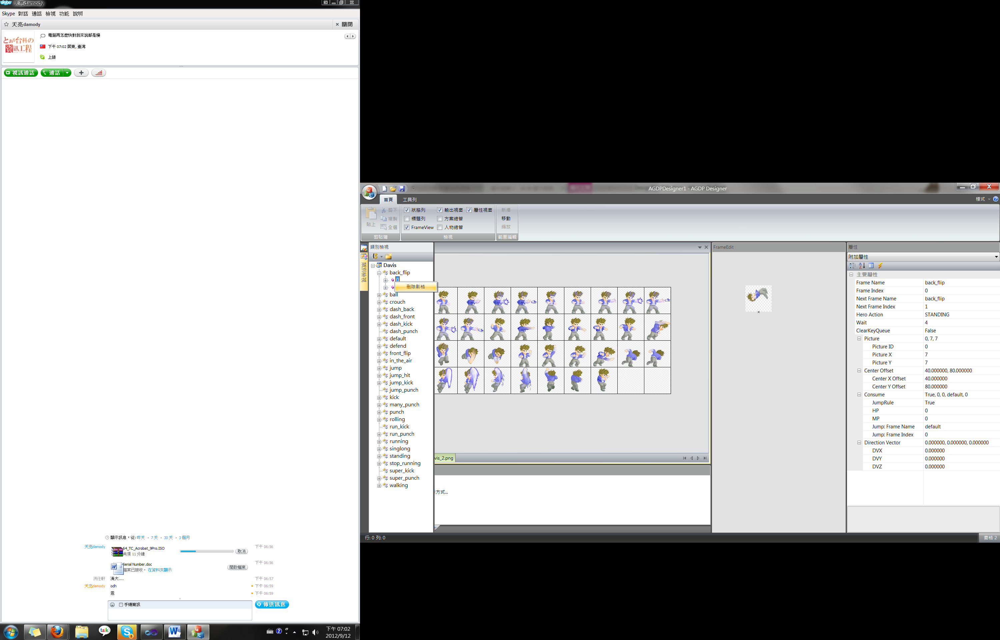 skype 天亮damody
Skype 對話 通話 檢視 功能 說明
天亮damody
× 關閉
とある台科の
资讯工程
電腦再怎麼快對我來說都是慢
下午 07:02 屏東, 臺灣
上線
視訊通話
通話
顯示訊息,從: 昨天 • 7 天 • 30 天 • 3 個月
天亮damody
64_TC_Acrobat_9Pro.ISO
尚須 11 分鐘
取消
下午 06:56
Serial Number.doc
檔案已接收。 在資料夾顯示
開啟檔案
下午 06:56
洪仕軒
清大....
下午 06:57
天亮damody
odh
下午 06:59
恩
下午 06:59
手機簡訊
傳送訊息
talk
下午 07:02
2012/9/12
AGDPDesigner1 - AGDP Designer
首頁
工具列
樣式
貼上
剪下
複製
全選
剪貼簿
狀態列
標題列
FrameView
輸出視窗
方案總管
人物總管
屬性視窗
檢視
新增
移動
縮放
範圍編輯
類別檢視
類別檢視
Davis
back_flip
0
刪除影格
ball
crouch
dash_back
dash_front
dash_kick
dash_punch
default
defend
front_flip
in_the_air
jump
jump_hit
jump_kick
jump_punch
kick
many_punch
punch
rolling
run_kick
run_punch
running
singlong
standing
stop_running
super_kick
super_punch
walking
vis_2.png
方式...
FrameEdit
屬性
附加屬性
主要屬性
Frame Name back_flip
Frame Index 0
Next Frame Name back_flip
Next Frame Index 1
Hero Action STANDING
Wait 4
ClearKeyQueue False
Picture 0, 7, 7
Picture ID 0
Picture X 7
Picture Y 7
Center Offset 40.000000, 80.000000
Center X Offset 40.000000
Center Y Offset 80.000000
Consume True, 0, 0, default, 0
JumpRule True
HP 0
MP 0
Jump: Frame Name default
Jump: Frame Index 0
Direction Vector 0.000000, 0.000000, 0.000000
DVX 0.000000
DVY 0.000000
DVZ 0.000000
行: 0 列: 0
窗格 2